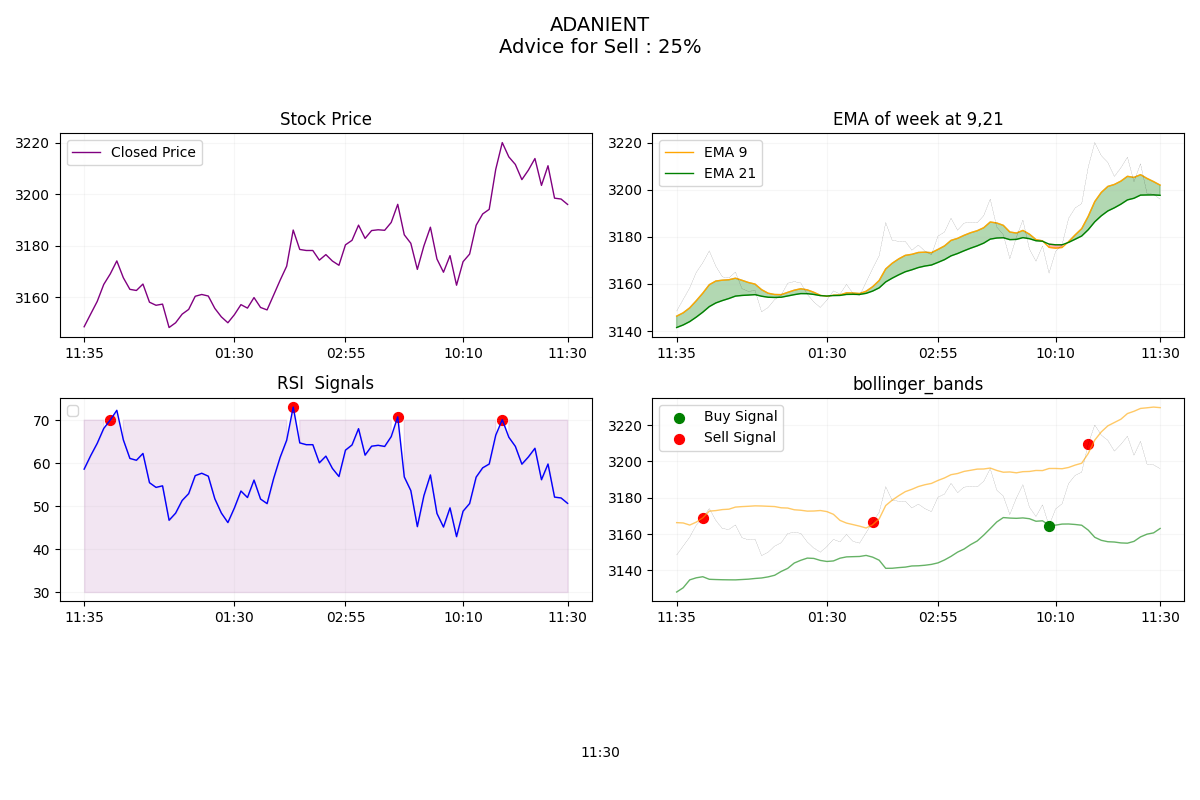 ADANIENT
Advice for Sell : 25%
Stock Price
3220
3200
3180
3160
Closed Price
11:35 01:30 02:55 10:10 11:30
EMA of week at 9,21
3220
3200
3180
3160
3140
EMA 9
EMA 21
11:35 01:30 02:55 10:10 11:30
RSI  Signals
70
60
50
40
30
11:35 01:30 02:55 10:10 11:30
bollinger_bands
3220
3200
3180
3160
3140
Buy Signal
Sell Signal
11:35 01:30 02:55 10:10 11:30
11:30